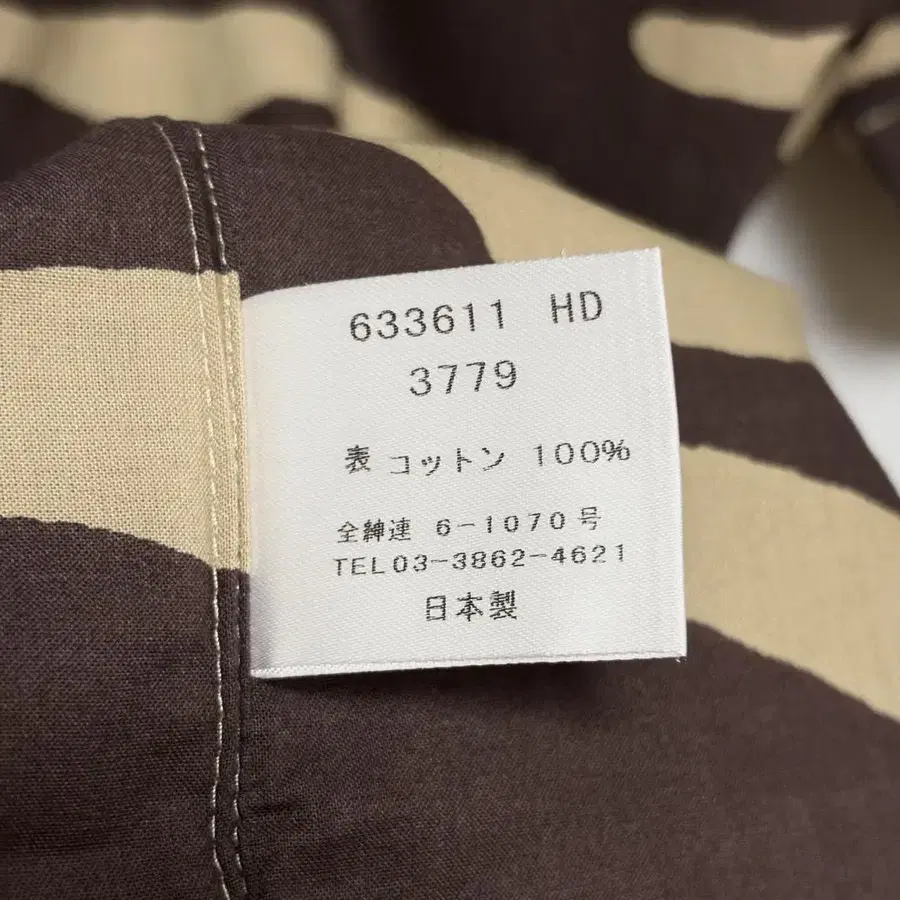 633611 HD
3779
表 コットン 100%
全紳連 6-1070号
TEL03-3862-4621
日本製